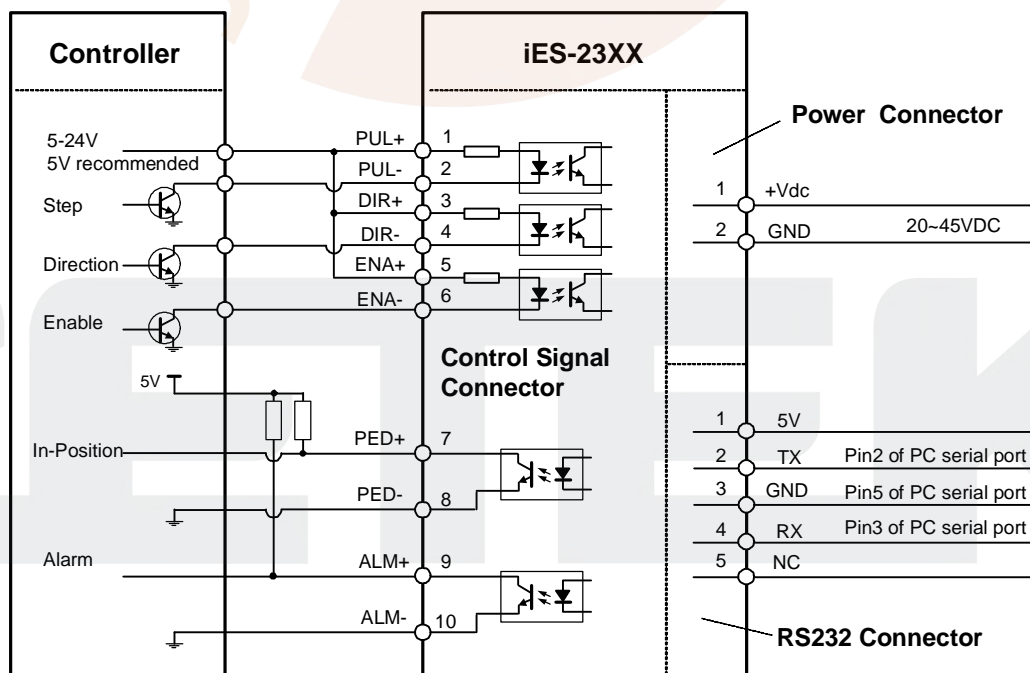 Controller
iES-23XX
5-24V
5V recommended
Step
Direction
Enable
5V
In-Position
Alarm
PUL+ 1
PUL- 2
DIR+ 3
DIR- 4
ENA+ 5
ENA- 6
Control Signal
Connector
PED+ 7
PED- 8
ALM+ 9
ALM- 10
Power Connector
1 +Vdc
2 GND 20~45VDC
1 5V
2 TX Pin2 of PC serial port
3 GND Pin5 of PC serial port
4 RX Pin3 of PC serial port
5 NC
RS232 Connector